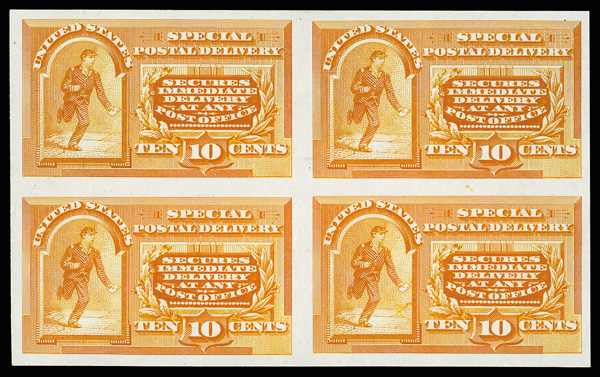 UNITED STATES
SPECIAL
POSTAL DELIVERY
SECURES
IMMEDIATE
DELIVERY
AT ANY
POST OFFICE
TEN 10 CENTS
UNITED STATES
SPECIAL
POSTAL DELIVERY
SECURES
IMMEDIATE
DELIVERY
AT ANY
POST OFFICE
TEN 10 CENTS
UNITED STATES
SPECIAL
POSTAL DELIVERY
SECURES
IMMEDIATE
DELIVERY
AT ANY
POST OFFICE
TEN 10 CENTS
UNITED STATES
SPECIAL
POSTAL DELIVERY
SECURES
IMMEDIATE
DELIVERY
AT ANY
POST OFFICE
TEN 10 CENTS